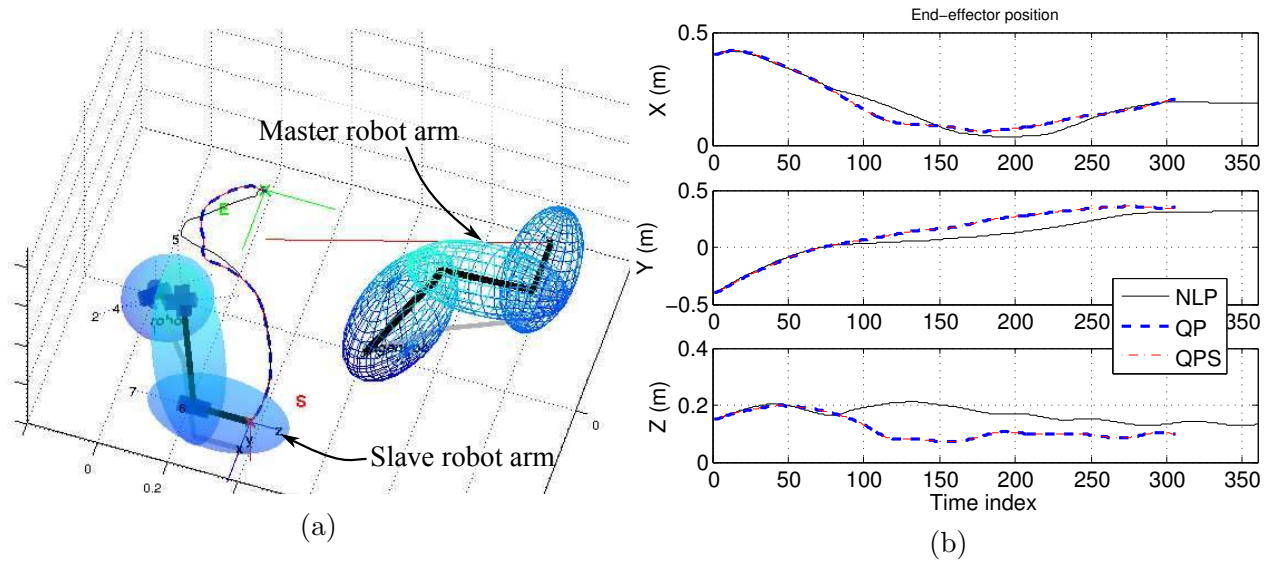 Master robot arm
E
5
2
4
robot
7
6
S
x
Y
z
Slave robot arm
0
0.2
0
(a)
End-effector position
X (m)
0.5
0
0 50 100 150 200 250 300 350
Y (m)
0.5
0
−0.5
0 50 100 150 200 250 300 350
Z (m)
0.4
0.2
0
0 50 100 150 200 250 300 350
Time index
NLP
QP
QPS
(b)